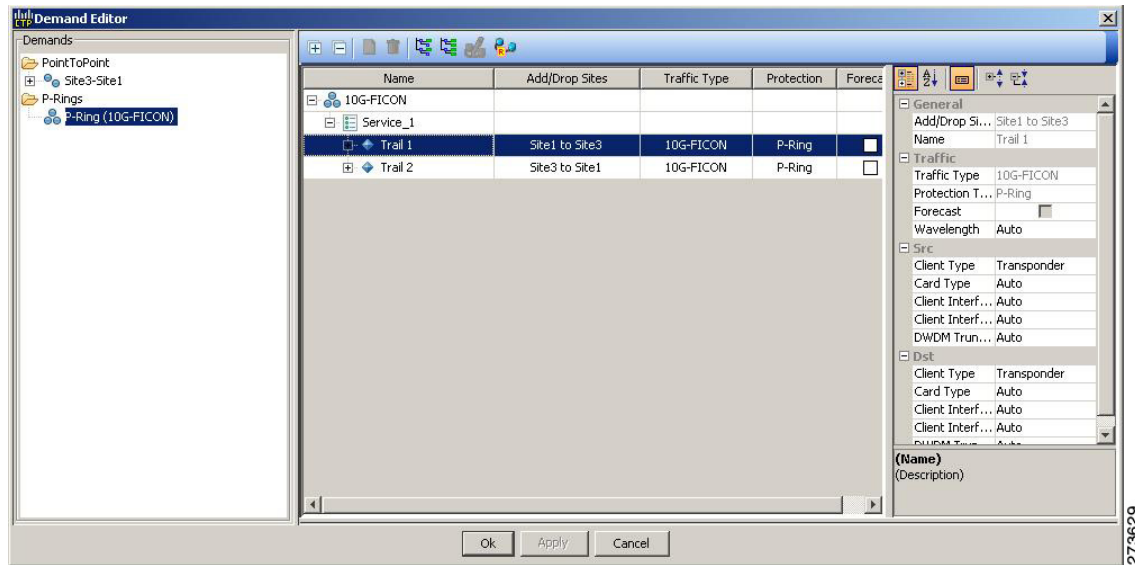 CTP Demand Editor
Demands
PointToPoint
Site3-Site1
P-Rings
P-Ring (10G-FICON)
Name Add/Drop Sites Traffic Type Protection Foreca
10G-FICON
Service_1
Trail 1 Site1 to Site3 10G-FICON P-Ring
Trail 2 Site3 to Site1 10G-FICON P-Ring
General
Add/Drop Si... Site1 to Site3
Name Trail 1
Traffic
Traffic Type 10G-FICON
Protection T... P-Ring
Forecast
Wavelength Auto
Src
Client Type Transponder
Card Type Auto
Client Interf... Auto
Client Interf... Auto
DWDM Trun... Auto
Dst
Client Type Transponder
Card Type Auto
Client Interf... Auto
Client Interf... Auto
DWDM Trun... Auto
(Name)
(Description)
Ok Apply Cancel
273629